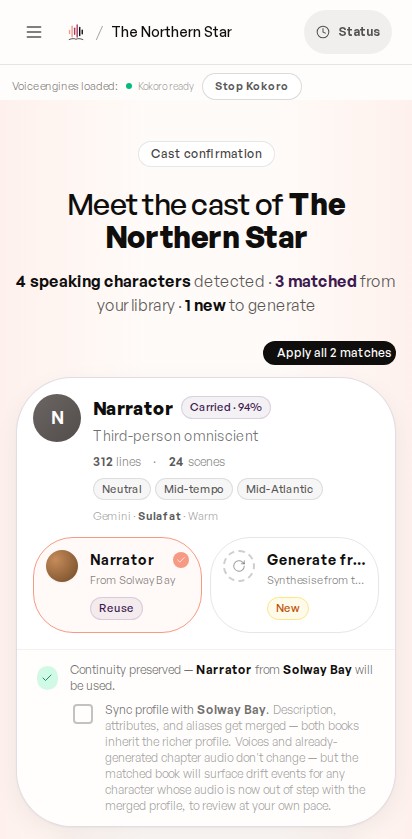 / The Northern Star
Status
Voice engines loaded: Kokoro ready Stop Kokoro
Cast confirmation
Meet the cast of The
Northern Star
4 speaking characters detected · 3 matched from
your library · 1 new to generate
Apply all 2 matches
N
Narrator Carried · 94%
Third-person omniscient
312 lines · 24 scenes
Neutral Mid-tempo Mid-Atlantic
Gemini · Sulafat · Warm
Narrator
From Solway Bay
Reuse
Generate fr...
Synthesise from t...
New
Continuity preserved — Narrator from Solway Bay will
be used.
Sync profile with Solway Bay. Description,
attributes, and aliases get merged — both books
inherit the richer profile. Voices and already-
generated chapter audio don't change — but the
matched book will surface drift events for any
character whose audio is now out of step with the
merged profile, to review at your own pace.